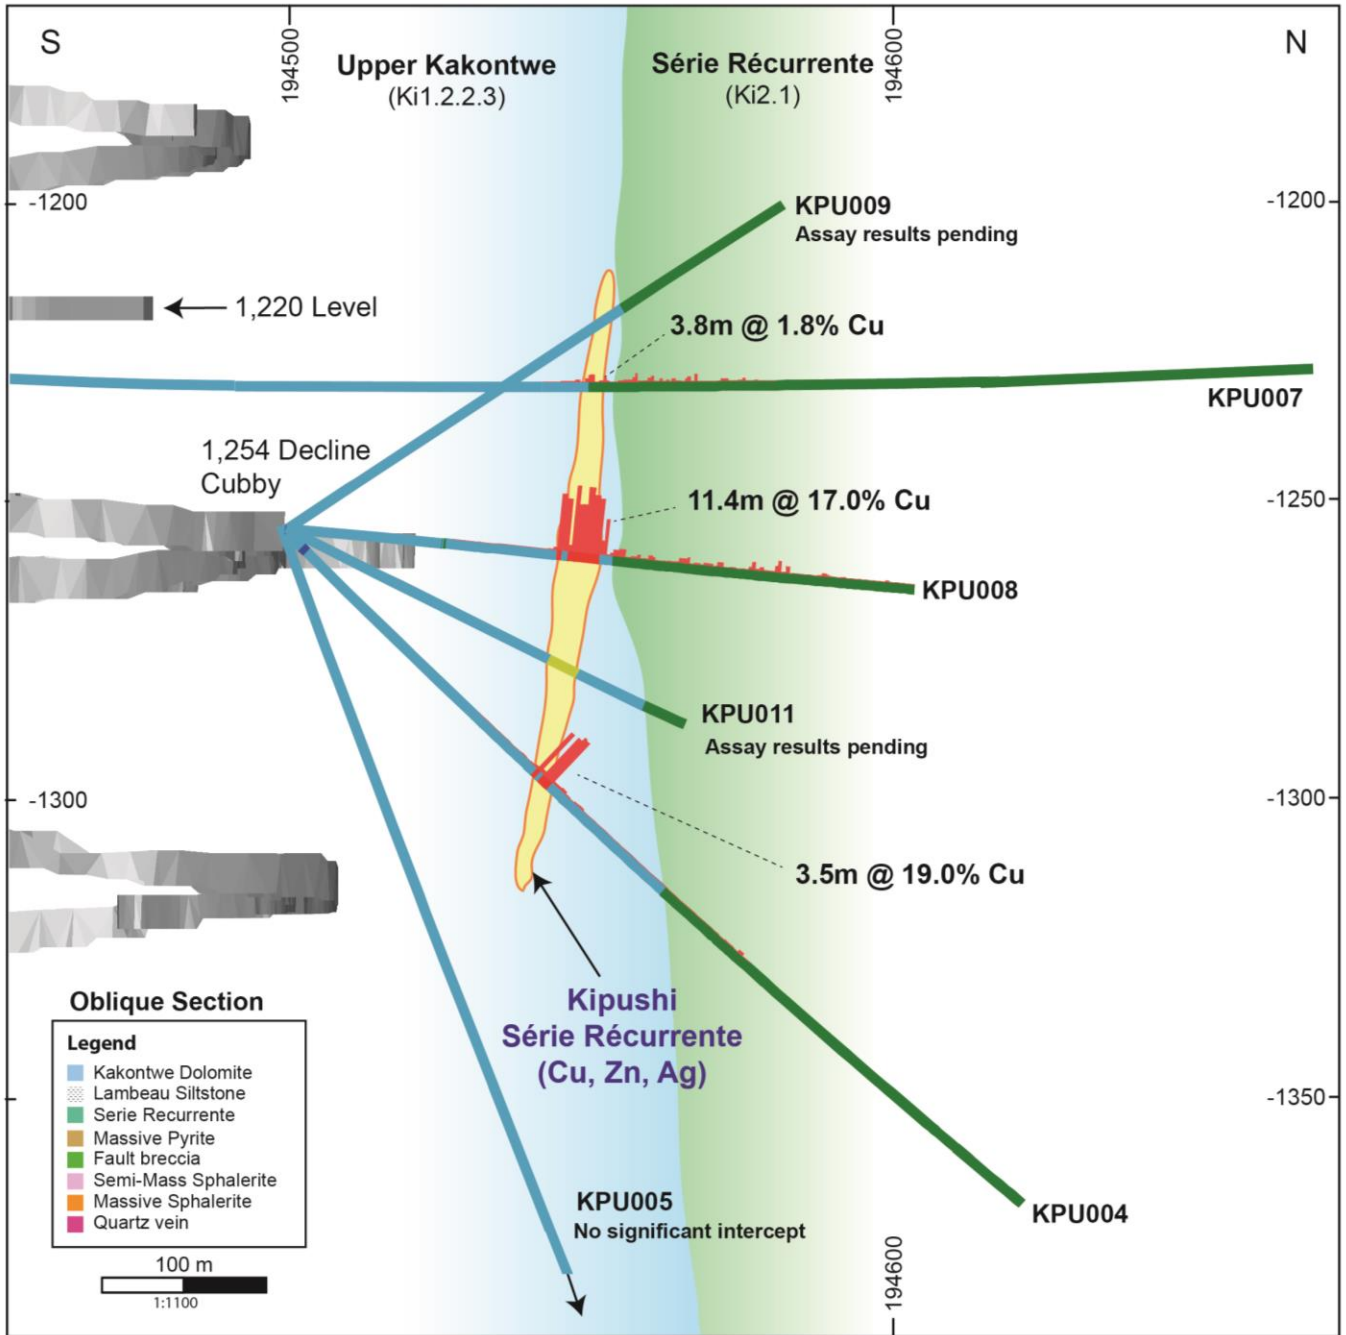 S
194500
Upper Kakontwe
(Ki1.2.2.3)
Série Récurrente
(Ki2.1)
194600
N
-1200
-1200
KPU009
Assay results pending
1,220 Level
3.8m @ 1.8% Cu
KPU007
1,254 Decline
Cubby
11.4m @ 17.0% Cu
-1250
KPU008
KPU011
Assay results pending
-1300
-1300
3.5m @ 19.0% Cu
Kipushi
Série Récurrente
(Cu, Zn, Ag)
Oblique Section
Legend
Kakontwe Dolomite
Lambeau Siltstone
Serie Recurrente
Massive Pyrite
Fault breccia
Semi-Mass Sphalerite
Massive Sphalerite
Quartz vein
100 m
1:1100
-1350
KPU005
No significant intercept
KPU004
194600